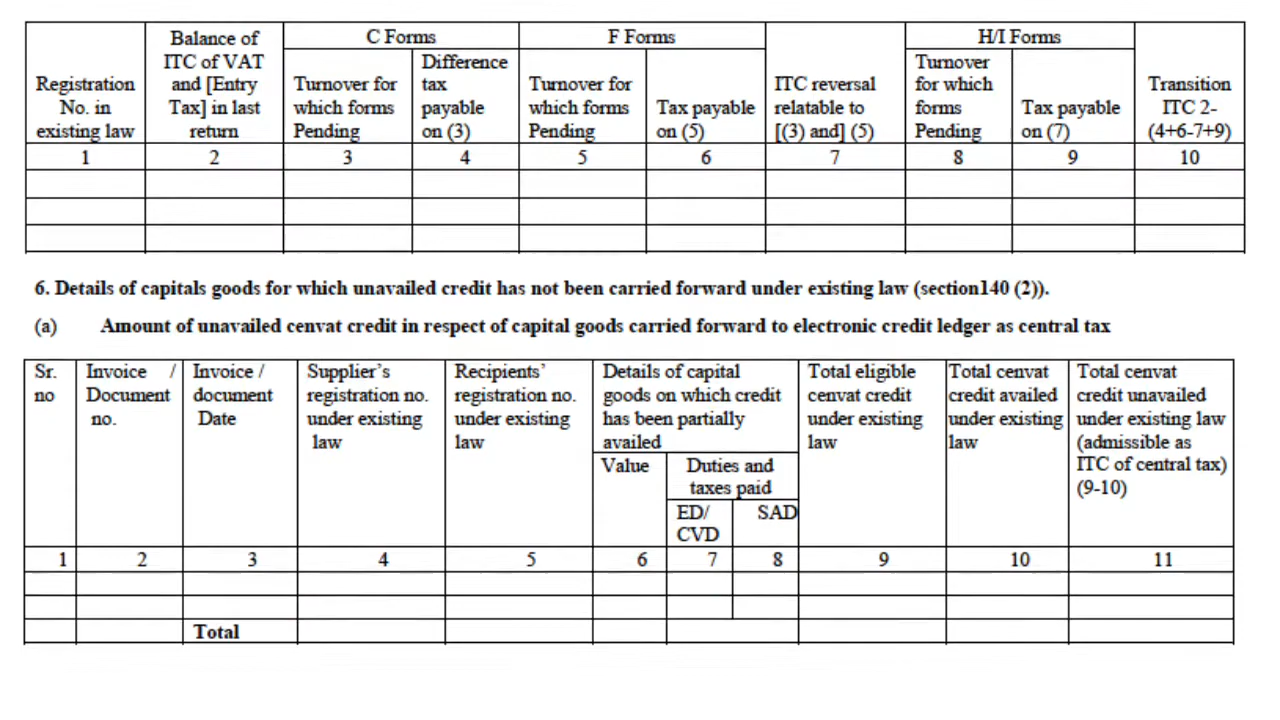 C Forms F Forms H/I Forms
Registration No. in existing law
Balance of ITC of VAT and [Entry Tax] in last return
Turnover for which forms Pending
Difference tax payable on (3)
Turnover for which forms Pending
Tax payable on (5)
ITC reversal relatable to [(3) and] (5)
Turnover for which forms Pending
Tax payable on (7)
Transition ITC 2-(4+6-7+9)
1 2 3 4 5 6 7 8 9 10
6. Details of capitals goods for which unavailed credit has not been carried forward under existing law (section140 (2)).
(a) Amount of unavailed cenvat credit in respect of capital goods carried forward to electronic credit ledger as central tax
Sr. no
Invoice / Document no.
Invoice / document Date
Supplier’s registration no. under existing law
Recipients’ registration no. under existing law
Details of capital goods on which credit has been partially availed
Value
Duties and taxes paid
ED/ CVD
SAD
Total eligible cenvat credit under existing law
Total cenvat credit availed under existing law
Total cenvat credit unavailed under existing law (admissible as ITC of central tax) (9-10)
1 2 3 4 5 6 7 8 9 10 11
Total